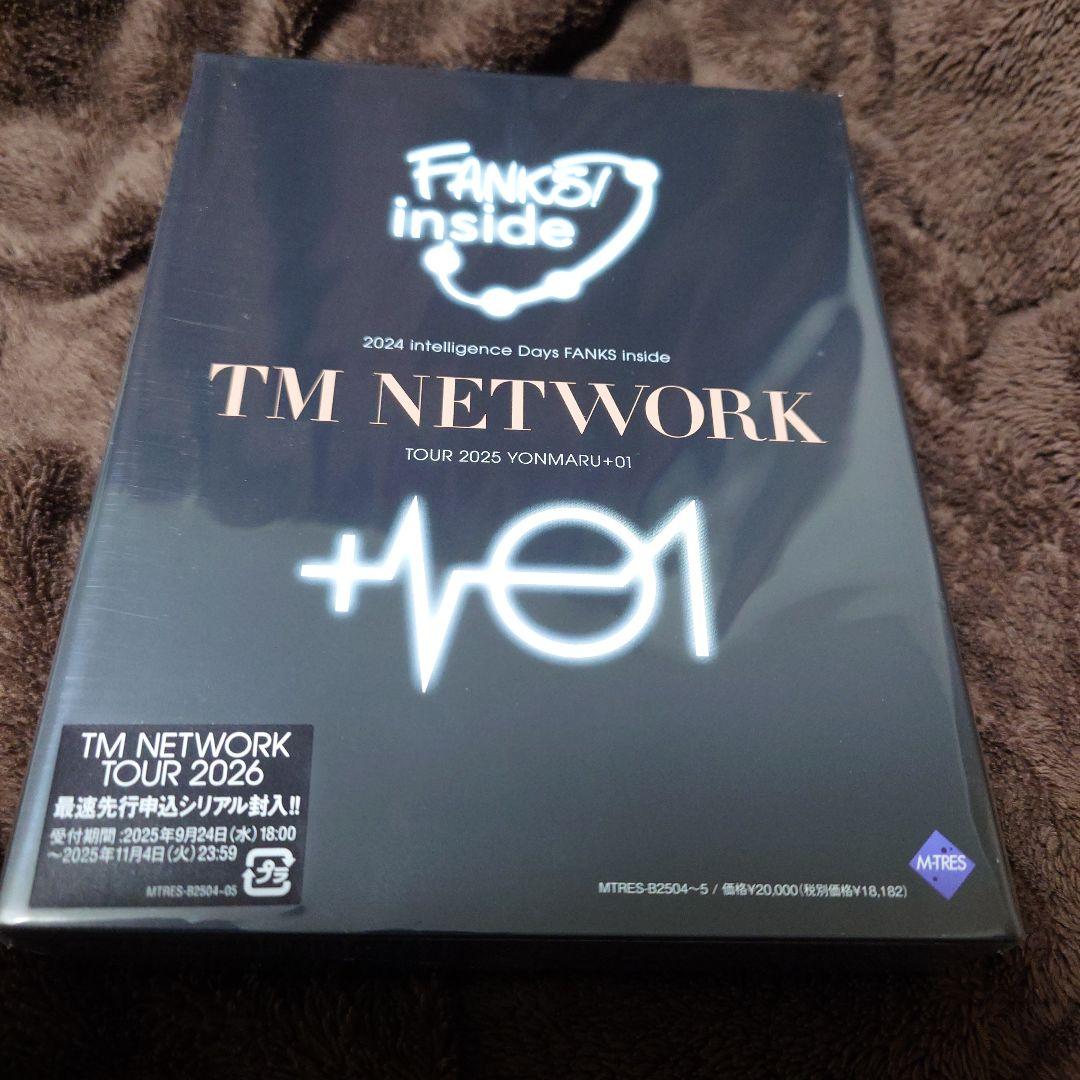 FANKS!
inside
2024 intelligence Days FANKS inside
TM NETWORK
TOUR 2025 YONMARU+01
+01
TM NETWORK
TOUR 2026
最速先行申込シリアル封入!!
受付期間:2025年9月24日(水)18:00
～2025年11月4日(火)23:59
プラ
MTRES-B2504~05
M-TRES
MTRES-B2504～5 / 価格¥20,000(税別価格¥18,182)